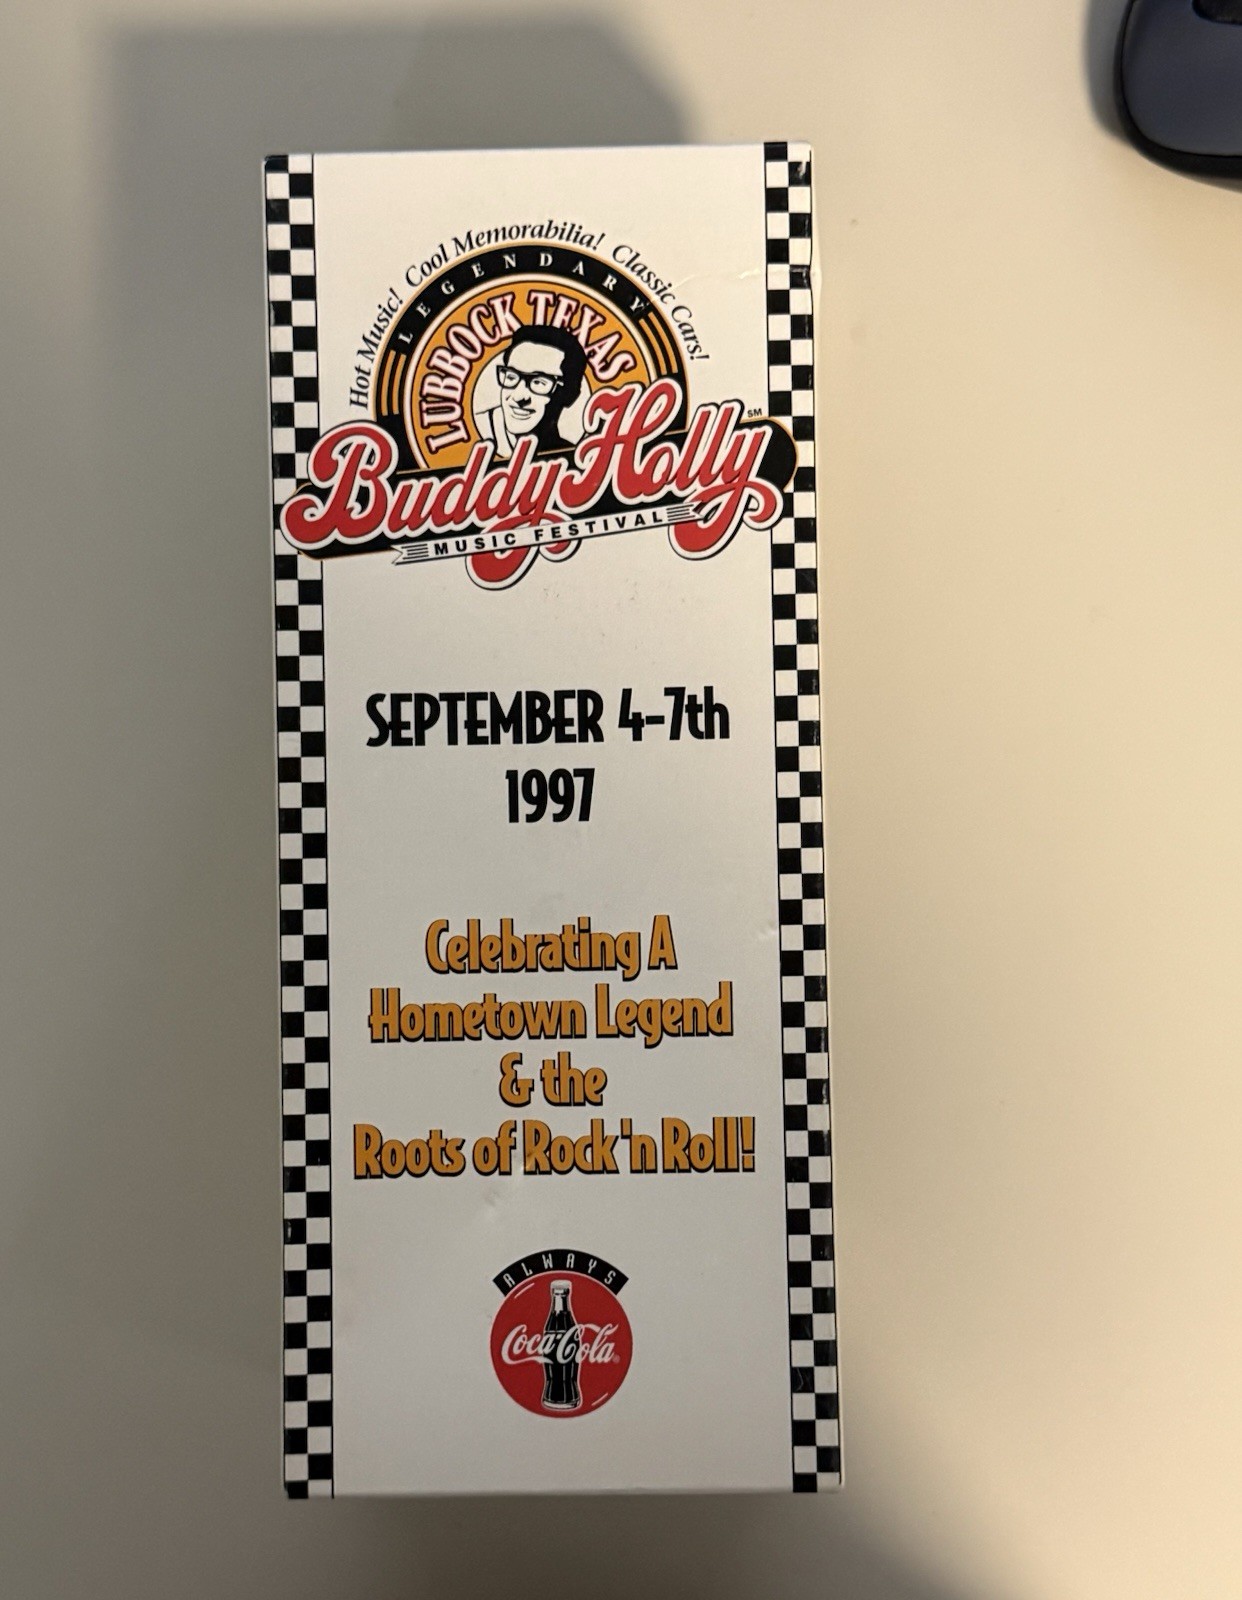 Hot Music! Cool Memorabilia! Classic Cars!
LEGENDARY
LUBBOCK TEXAS
Buddy Holly SM
MUSIC FESTIVAL
SEPTEMBER 4-7th
1997
Celebrating A
Hometown Legend
& the
Roots of Rock 'n Roll!
ALWAYS
Coca-Cola®